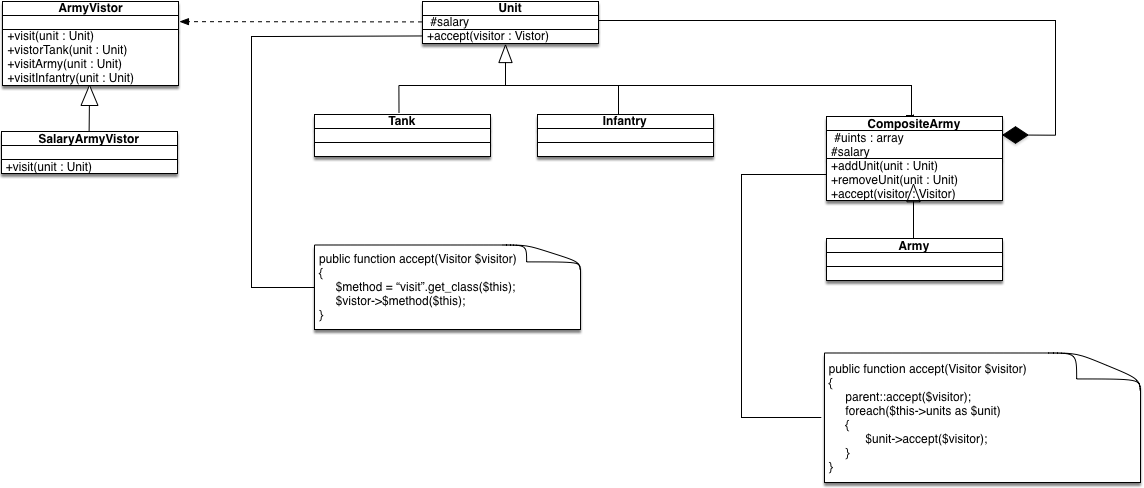 ArmyVistor
+visit(unit : Unit)
+vistorTank(unit : Unit)
+visitArmy(unit : Unit)
+visitInfantry(unit : Unit)
SalaryArmyVistor
+visit(unit : Unit)
Unit
#salary
+accept(visitor : Vistor)
Tank
Infantry
CompositeArmy
#uints : array
#salary
+addUnit(unit : Unit)
+removeUnit(unit : Unit)
+accept(visitor : Visitor)
Army
public function accept(Visitor $visitor)
{
$method = “visit”.get_class($this);
$vistor->$method($this);
}
public function accept(Visitor $visitor)
{
parent::accept($visitor);
foreach($this->units as $unit)
{
$unit->accept($visitor);
}
}